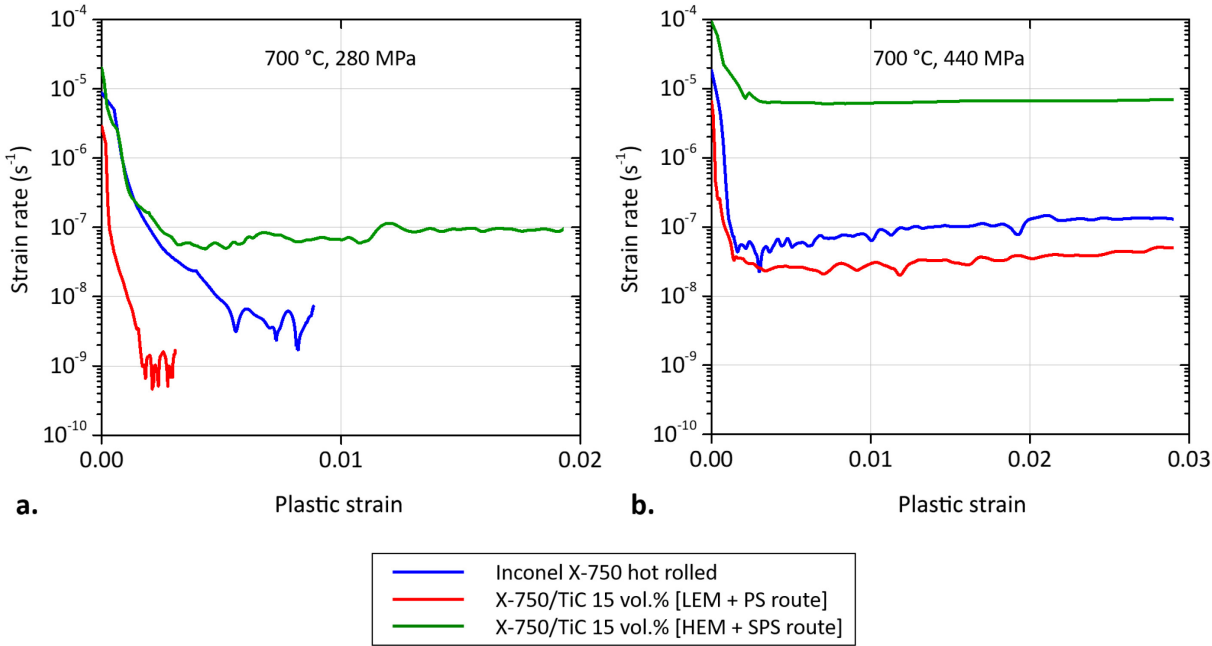 700 °C, 280 MPa
Strain rate (s⁻¹)
10⁻⁴
10⁻⁵
10⁻⁶
10⁻⁷
10⁻⁸
10⁻⁹
10⁻¹⁰
0.00
0.01
0.02
Plastic strain
a.
700 °C, 440 MPa
Strain rate (s⁻¹)
10⁻⁴
10⁻⁵
10⁻⁶
10⁻⁷
10⁻⁸
10⁻⁹
10⁻¹⁰
0.00
0.01
0.02
0.03
Plastic strain
b.
Inconel X-750 hot rolled
X-750/TiC 15 vol.% [LEM + PS route]
X-750/TiC 15 vol.% [HEM + SPS route]